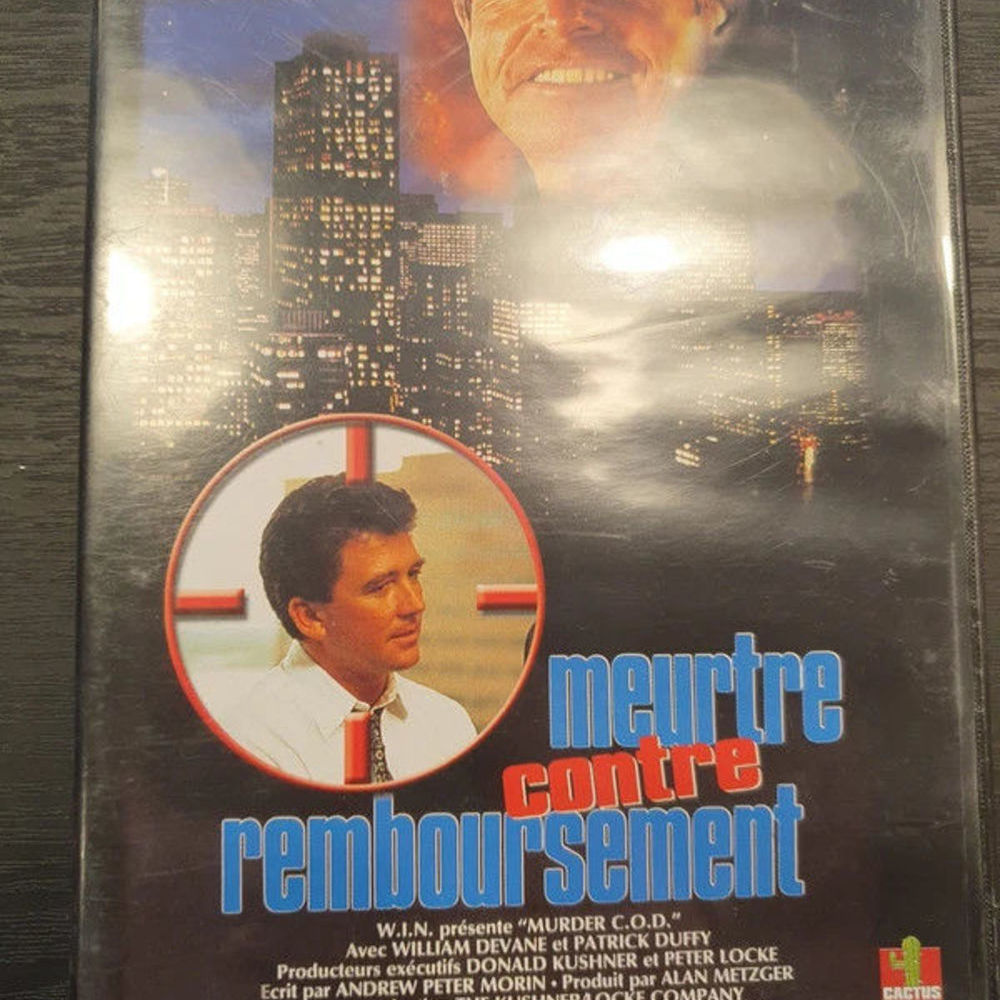 meurtre
contre
remboursement
W.I.N. présente "MURDER C.O.D."
Avec WILLIAM DEVANE et PATRICK DUFFY
Producteurs exécutifs DONALD KUSHNER et PETER LOCKE
Ecrit par ANDREW PETER MORIN • Produit par ALAN METZGER
THE KUSHNER/LOCKE COMPANY
CACTUS